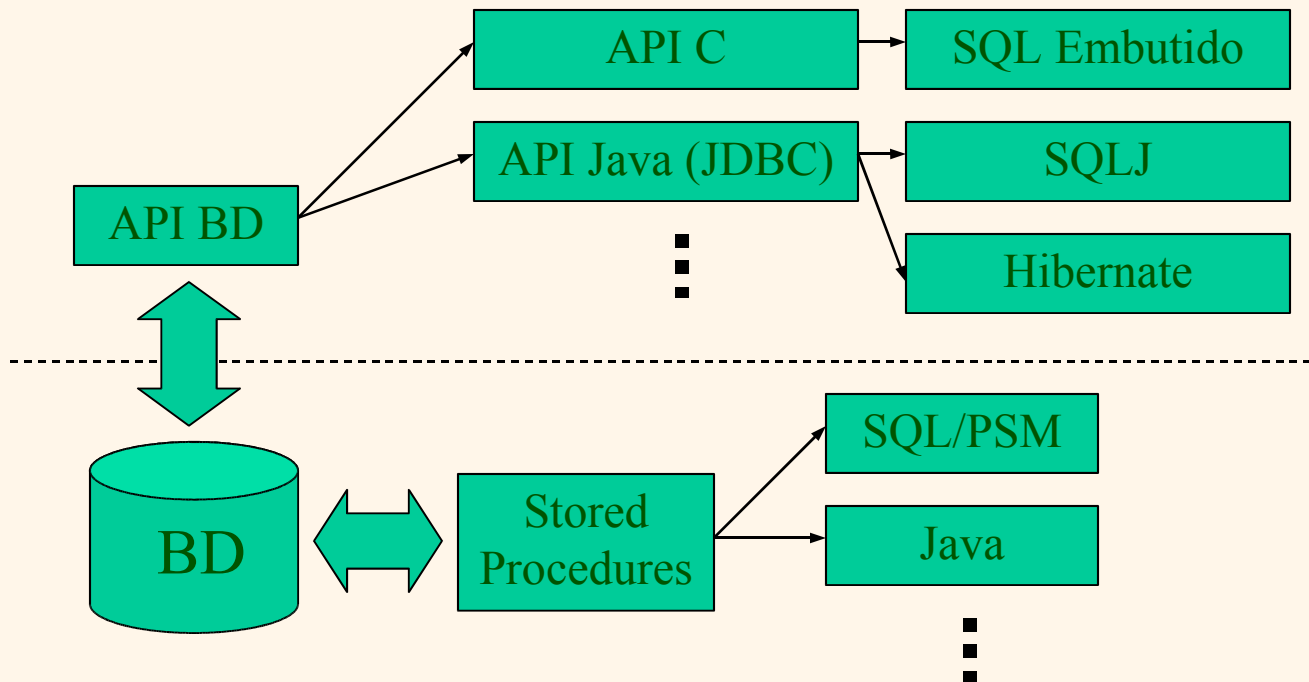 API C
SQL Embutido
API Java (JDBC)
SQLJ
API BD
Hibernate
SQL/PSM
Stored
Procedures
Java
BD